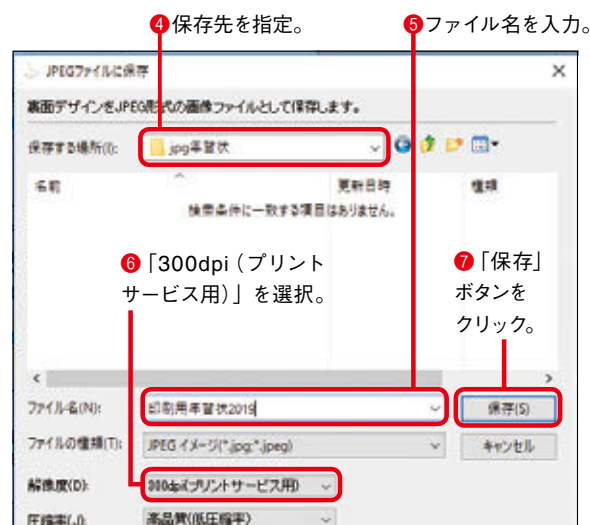 ❹保存先を指定。
❺ファイル名を入力。
JPEGファイルに保存
裏面デザインをJPEG形式の画像ファイルとして保存します。
保存する場所(I):
jpg年賀状
名前
更新日時
種類
検索条件に一致する項目はありません。
❻「300dpi（プリント
サービス用）」を選択。
❼「保存」
ボタンを
クリック。
ファイル名(N):
印刷用年賀状2019
保存(S)
ファイルの種類(T):
JPEG イメージ(*.jpg;*.jpeg)
キャンセル
解像度(D):
300dpi(プリントサービス用)
圧縮率(J):
高品質(低圧縮率)